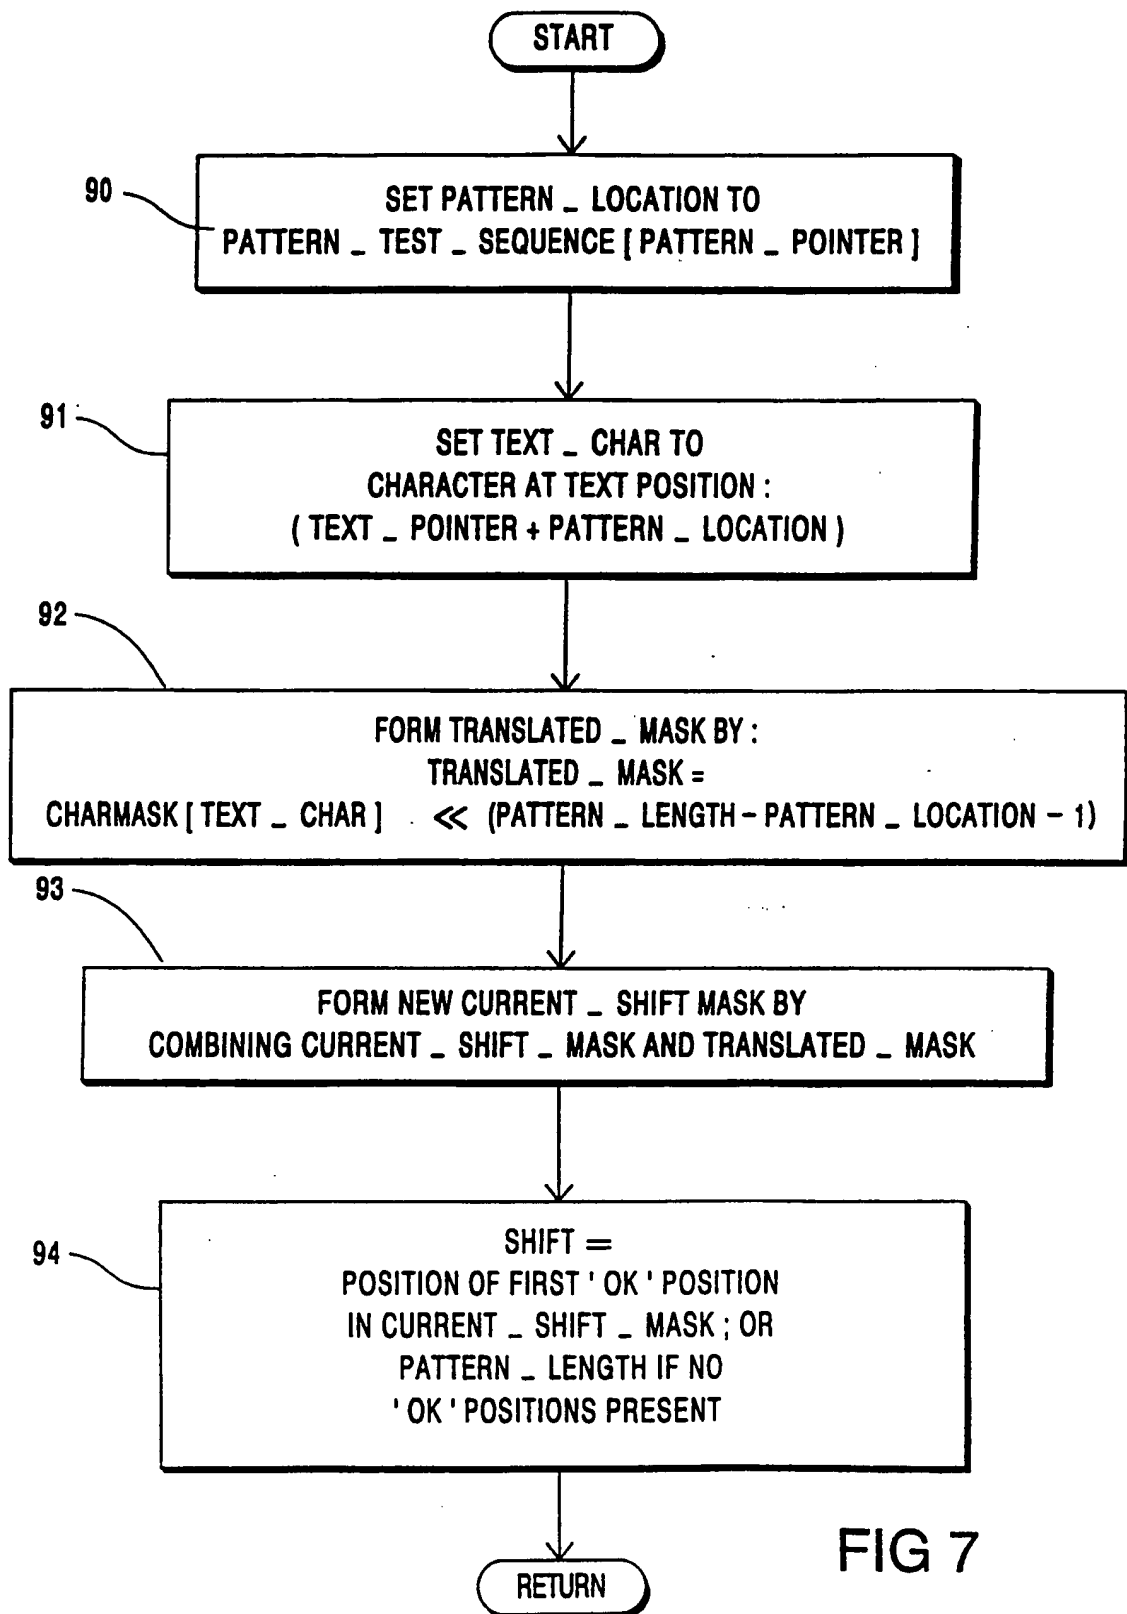 START
90
SET PATTERN _ LOCATION TO
PATTERN _ TEST _ SEQUENCE [ PATTERN _ POINTER ]
91
SET TEXT _ CHAR TO
CHARACTER AT TEXT POSITION :
( TEXT _ POINTER + PATTERN _ LOCATION )
92
FORM TRANSLATED _ MASK BY :
TRANSLATED _ MASK =
CHARMASK [ TEXT _ CHAR ] ≪ (PATTERN _ LENGTH - PATTERN _ LOCATION - 1)
93
FORM NEW CURRENT _ SHIFT MASK BY
COMBINING CURRENT _ SHIFT _ MASK AND TRANSLATED _ MASK
94
SHIFT =
POSITION OF FIRST ' OK ' POSITION
IN CURRENT _ SHIFT _ MASK ; OR
PATTERN _ LENGTH IF NO
' OK ' POSITIONS PRESENT
RETURN
FIG 7